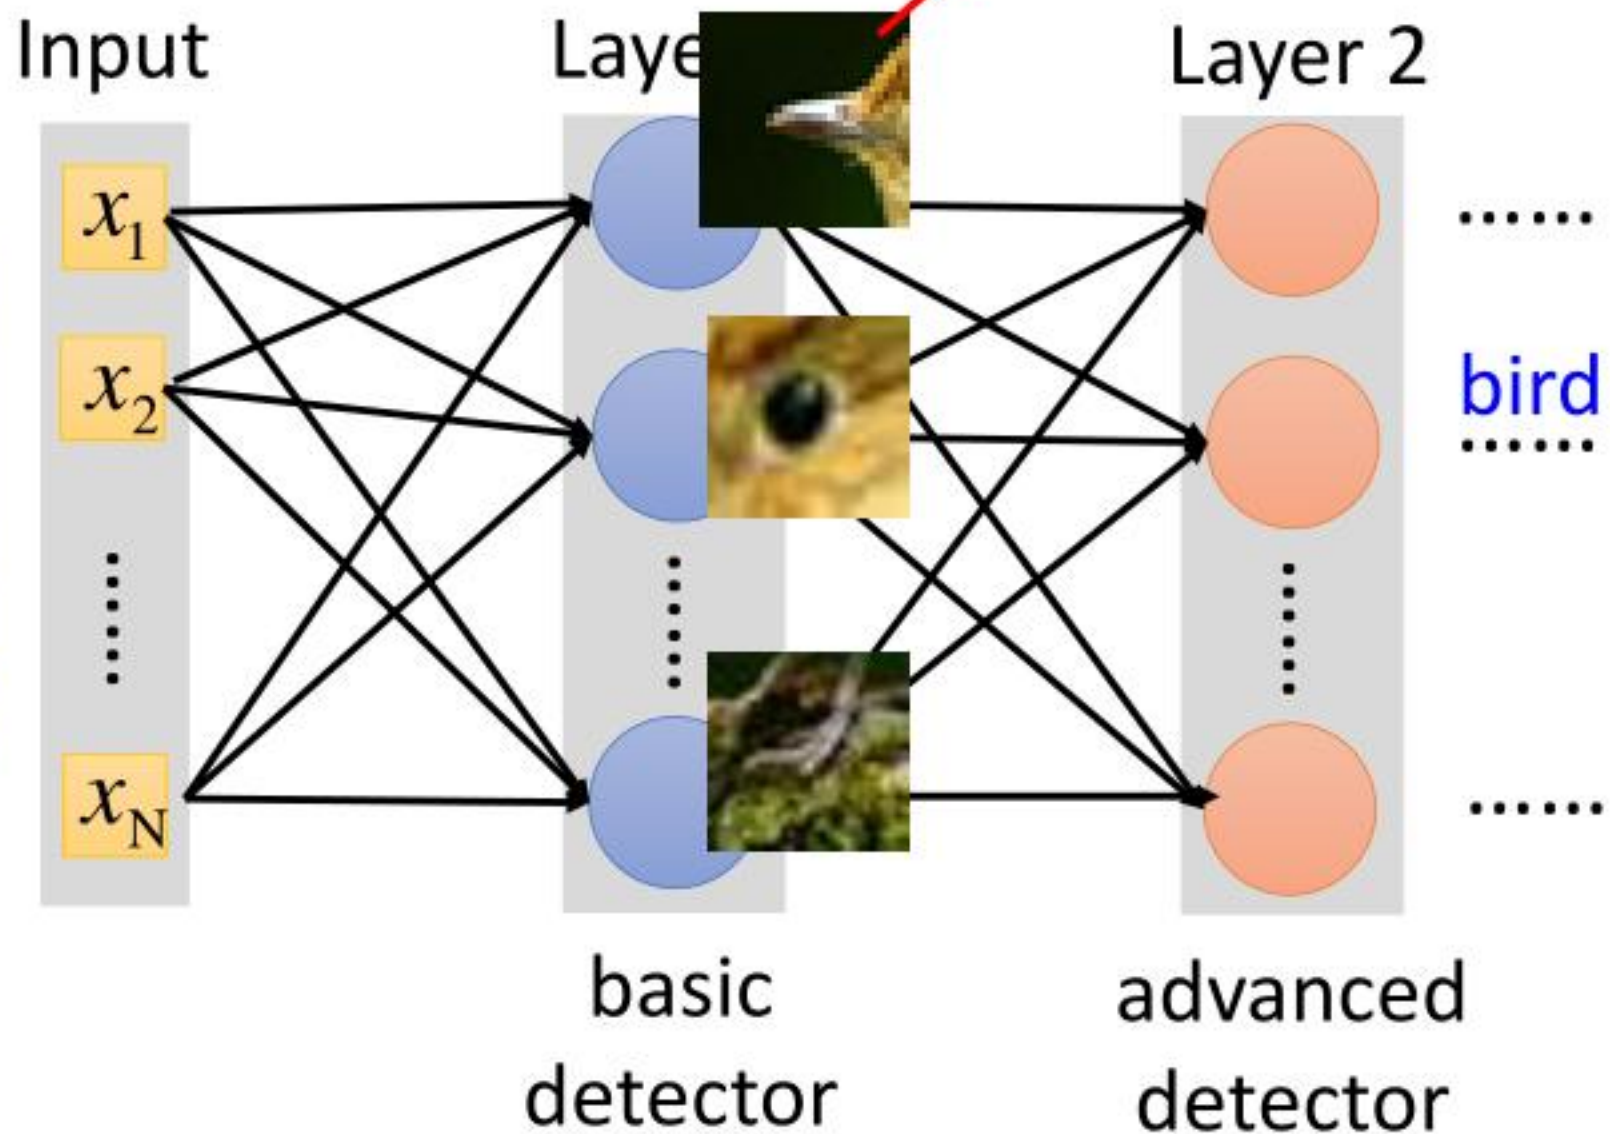 Input
Laye
Layer 2
x1
x2
xN
......
bird
......
......
basic
detector
advanced
detector